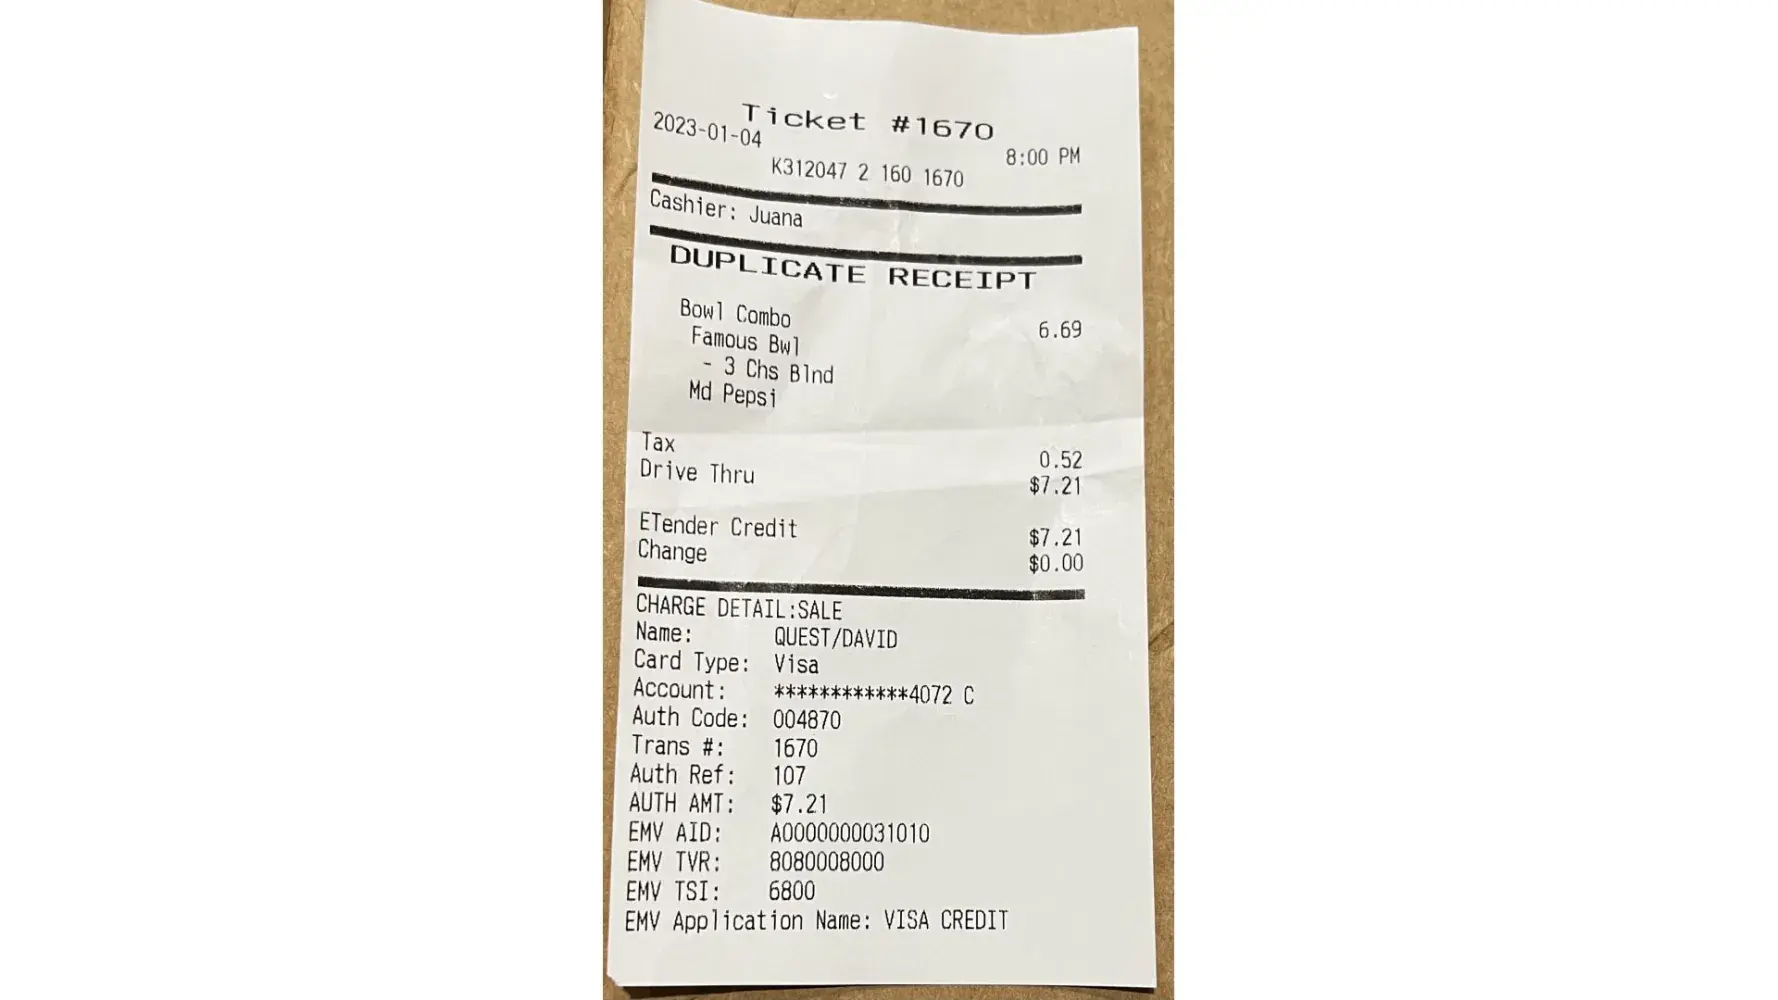 Ticket #1670
2023-01-04 8:00 PM
K312047 2 160 1670
Cashier: Juana
DUPLICATE RECEIPT
Bowl Combo 6.69
Famous Bwl
- 3 Chs Blnd
Md Pepsi
Tax 0.52
Drive Thru $7.21
ETender Credit $7.21
Change $0.00
CHARGE DETAIL:SALE
Name: QUEST/DAVID
Card Type: Visa
Account: ************4072 C
Auth Code: 004870
Trans #: 1670
Auth Ref: 107
AUTH AMT: $7.21
EMV AID: A0000000031010
EMV TVR: 8080008000
EMV TSI: 6800
EMV Application Name: VISA CREDIT